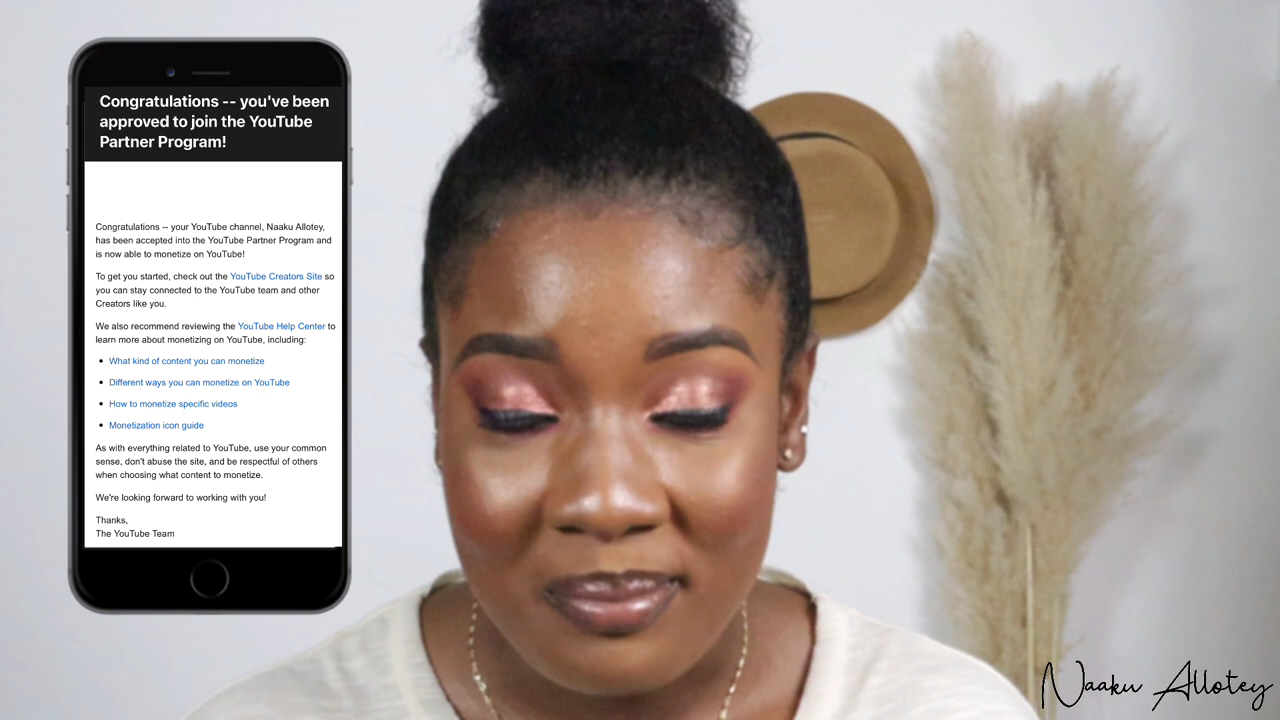 Congratulations -- you've been
approved to join the YouTube
Partner Program!
Congratulations -- your YouTube channel, Naaku Allotey,
has been accepted into the YouTube Partner Program and
is now able to monetize on YouTube!
To get you started, check out the YouTube Creators Site so
you can stay connected to the YouTube team and other
Creators like you.
We also recommend reviewing the YouTube Help Center to
learn more about monetizing on YouTube, including:
• What kind of content you can monetize
• Different ways you can monetize on YouTube
• How to monetize specific videos
• Monetization icon guide
As with everything related to YouTube, use your common
sense, don't abuse the site, and be respectful of others
when choosing what content to monetize.
We're looking forward to working with you!
Thanks,
The YouTube Team
Naaku Allotey